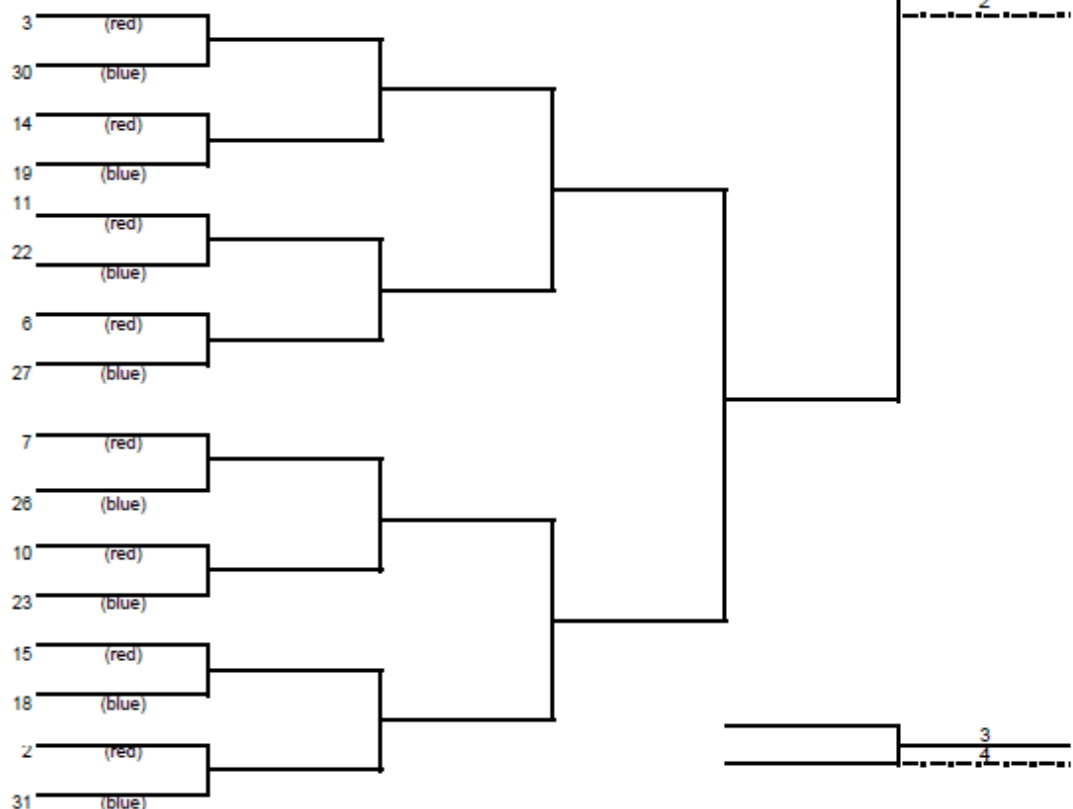 2
3 (red)
30 (blue)
14 (red)
19 (blue)
11 (red)
22 (blue)
6 (red)
27 (blue)
7 (red)
26 (blue)
10 (red)
23 (blue)
15 (red)
18 (blue)
3
4
2 (red)
31 (blue)